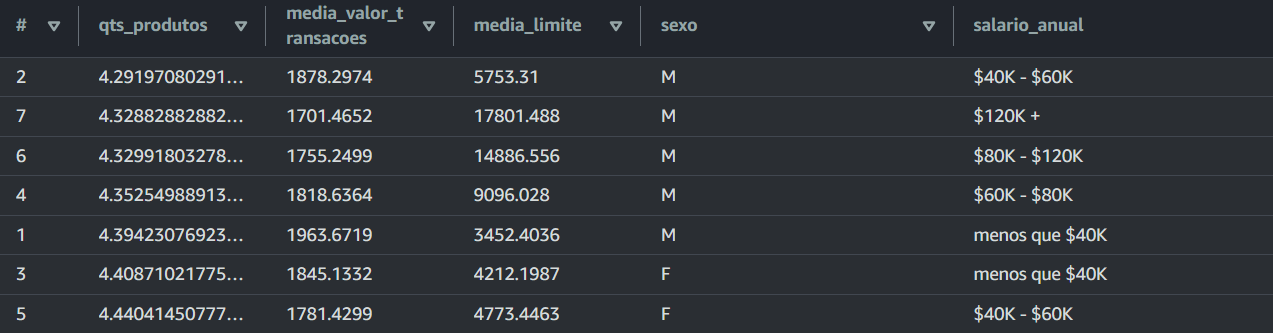 # qts_produtos media_valor_transacoes media_limite sexo salario_anual
2 4.29197080291... 1878.2974 5753.31 M $40K - $60K
7 4.32882882882... 1701.4652 17801.488 M $120K +
6 4.32991803278... 1755.2499 14886.556 M $80K - $120K
4 4.35254988913... 1818.6364 9096.028 M $60K - $80K
1 4.39423076923... 1963.6719 3452.4036 M menos que $40K
3 4.40871021775... 1845.1332 4212.1987 F menos que $40K
5 4.44041450777... 1781.4299 4773.4463 F $40K - $60K